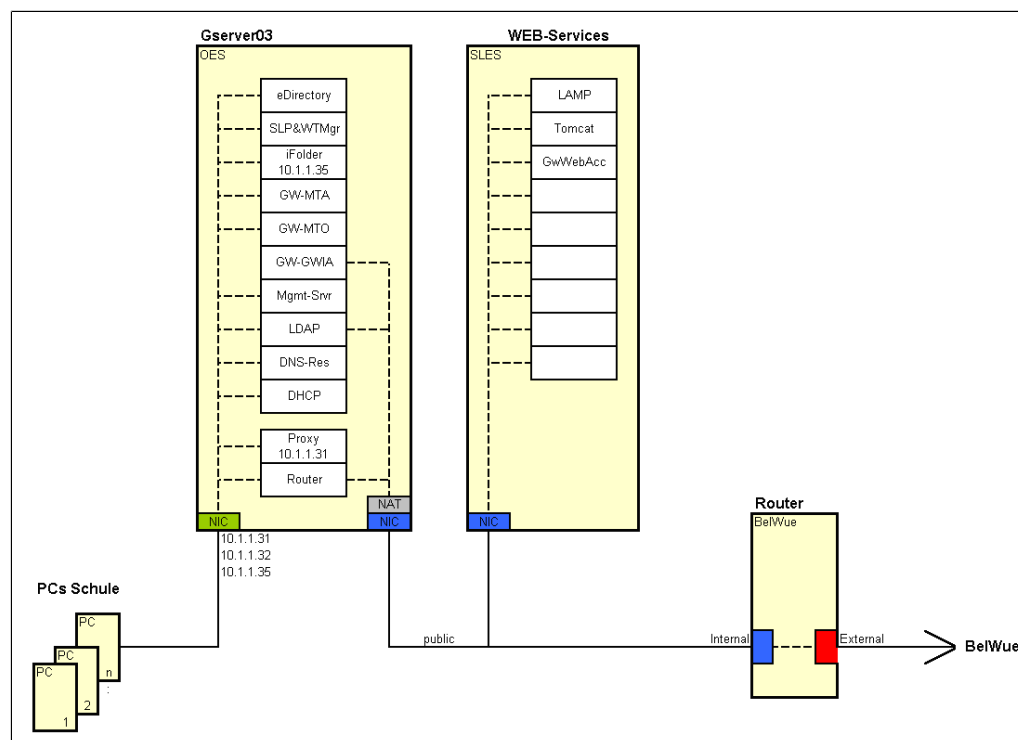 Gserver03
OES
eDirectory
SLP&WTMgr
iFolder
10.1.1.35
GW-MTA
GW-MTO
GW-GWIA
Mgmt-Srvr
LDAP
DNS-Res
DHCP
Proxy
10.1.1.31
Router
NAT
NIC
NIC
10.1.1.31
10.1.1.32
10.1.1.35
WEB-Services
SLES
LAMP
Tomcat
GwWebAcc
NIC
PCs Schule
PC
n
:
PC
2
PC
1
public
Router
BelWue
Internal
External
BelWue